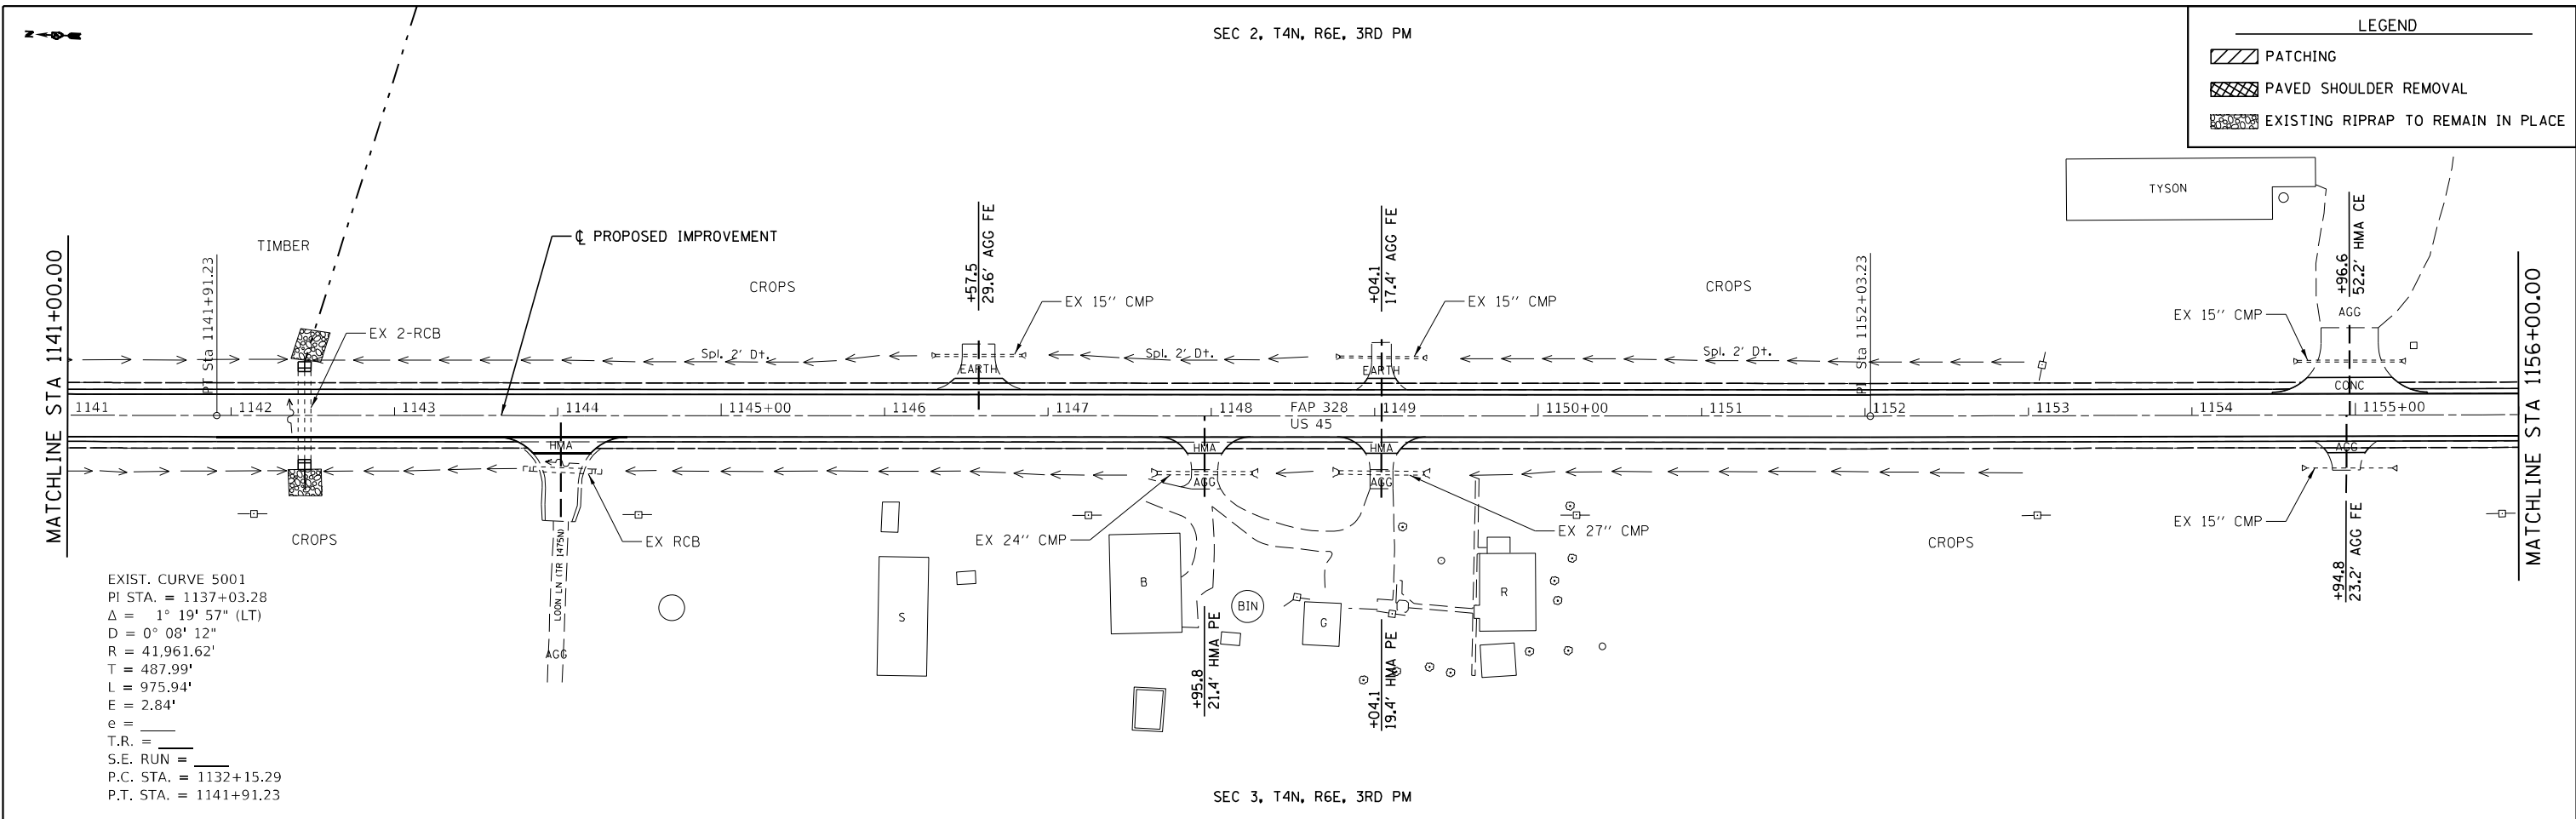 N
SEC 2, T4N, R6E, 3RD PM
LEGEND
PATCHING
PAVED SHOULDER REMOVAL
EXISTING RIPRAP TO REMAIN IN PLACE
MATCHLINE STA 1141+00.00
PT Sta 1141+91.23
TIMBER
℄ PROPOSED IMPROVEMENT
EX 2-RCB
CROPS
Spl. 2' Dt.
+57.5
29.6' AGG FE
EX 15'' CMP
EARTH
Spl. 2' Dt.
+04.1
17.4' AGG FE
EX 15'' CMP
EARTH
CROPS
Spl. 2' Dt.
PI Sta 1152+03.23
TYSON
+96.6
52.2' HMA CE
AGG
EX 15'' CMP
CONC
MATCHLINE STA 1156+00.00
1141
1142
1143
1144
1145+00
1146
1147
1148
FAP 328
1149
1150+00
1151
1152
1153
1154
1155+00
US 45
HMA
HMA
HMA
AGG
AGG
AGG
CROPS
EX RCB
LOON LN (TR 1475N)
AGG
EX 24'' CMP
EX 27'' CMP
EX 15'' CMP
CROPS
S
B
BIN
G
R
+95.8
21.4' HMA PE
+04.1
19.4' HMA PE
+94.8
23.2' AGG FE
EXIST. CURVE 5001
PI STA. = 1137+03.28
Δ = 1° 19' 57" (LT)
D = 0° 08' 12"
R = 41,961.62'
T = 487.99'
L = 975.94'
E = 2.84'
e = ____
T.R. = ____
S.E. RUN = ____
P.C. STA. = 1132+15.29
P.T. STA. = 1141+91.23
SEC 3, T4N, R6E, 3RD PM